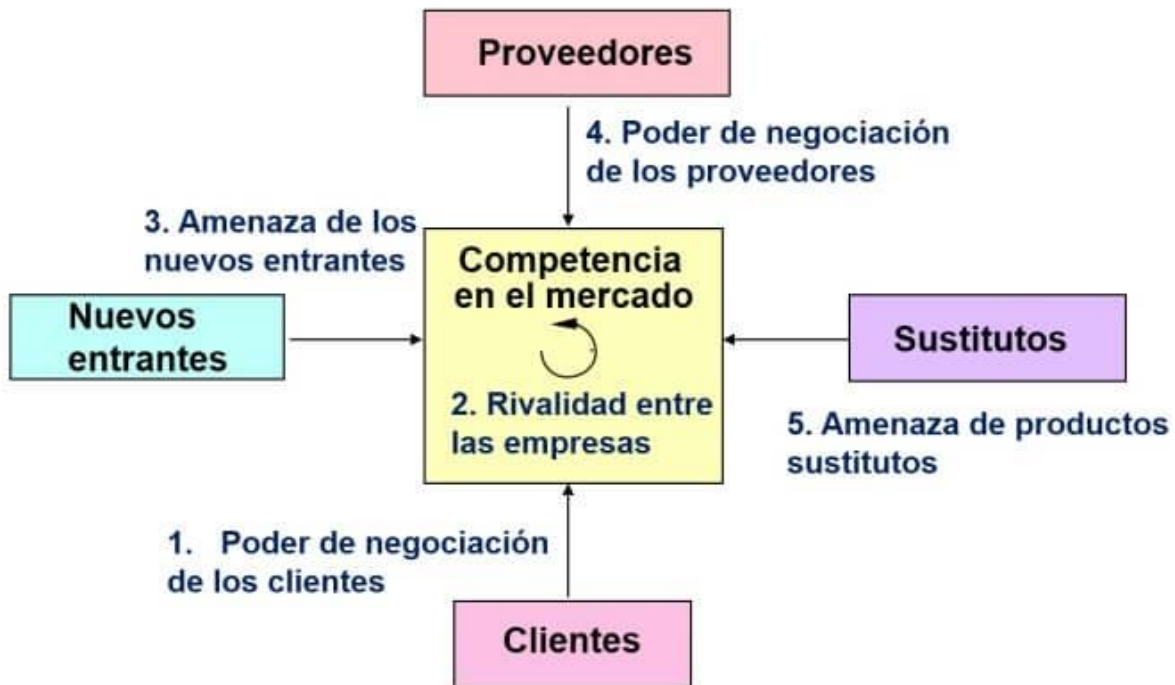 Proveedores
4. Poder de negociación
de los proveedores
3. Amenaza de los
nuevos entrantes
Competencia
en el mercado
Nuevos
entrantes
Sustitutos
2. Rivalidad entre
las empresas
5. Amenaza de productos
sustitutos
1. Poder de negociación
de los clientes
Clientes